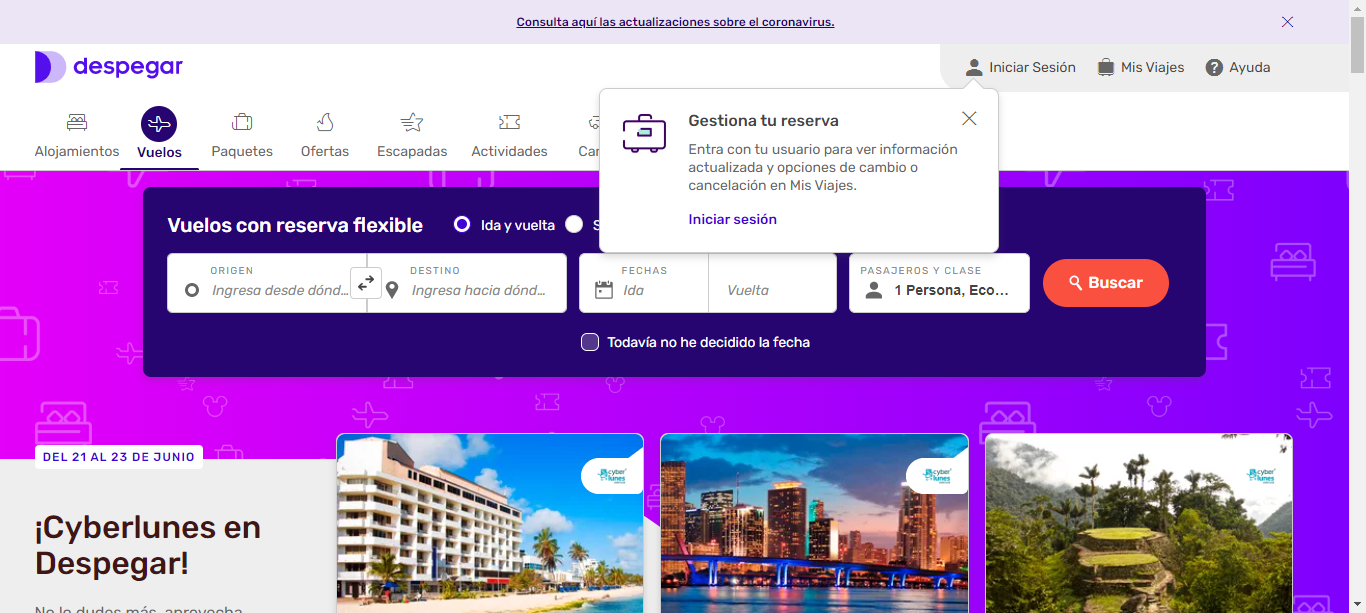 Consulta aquí las actualizaciones sobre el coronavirus.
despegar
Iniciar Sesión
Mis Viajes
Ayuda
Alojamientos
Vuelos
Paquetes
Ofertas
Escapadas
Actividades
Gestiona tu reserva
Entra con tu usuario para ver información
actualizada y opciones de cambio o
cancelación en Mis Viajes.
Iniciar sesión
Vuelos con reserva flexible
Ida y vuelta
ORIGEN
Ingresa desde dónd...
DESTINO
Ingresa hacia dónd...
FECHAS
Ida
Vuelta
PASAJEROS Y CLASE
1 Persona, Eco...
Buscar
Todavía no he decidido la fecha
DEL 21 AL 23 DE JUNIO
¡Cyberlunes en
Despegar!
No lo dudes más, aprovecha
cyber
lunes
cyber
lunes
cyber
lunes